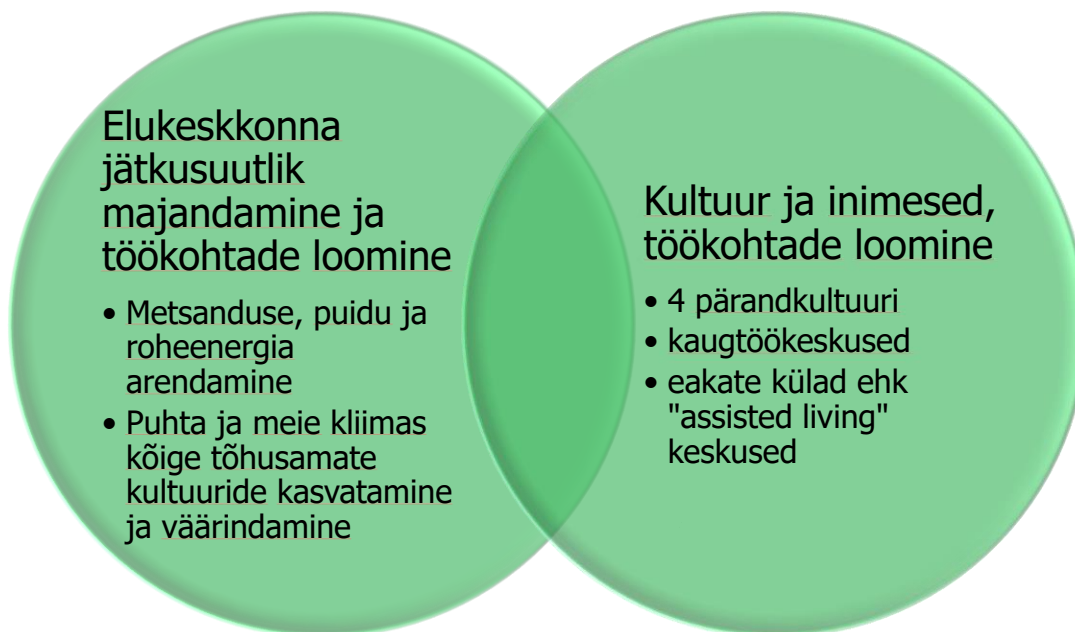 Elukeskkonna
jätkusuutlik
majandamine ja
töökohtade loomine
• Metsanduse, puidu ja
roheenergia
arendamine
• Puhta ja meie kliimas
kõige tõhusamate
kultuuride kasvatamine
ja väärindamine
Kultuur ja inimesed,
töökohtade loomine
• 4 pärandkultuuri
• kaugtöökeskused
• eakate külad ehk
"assisted living"
keskused